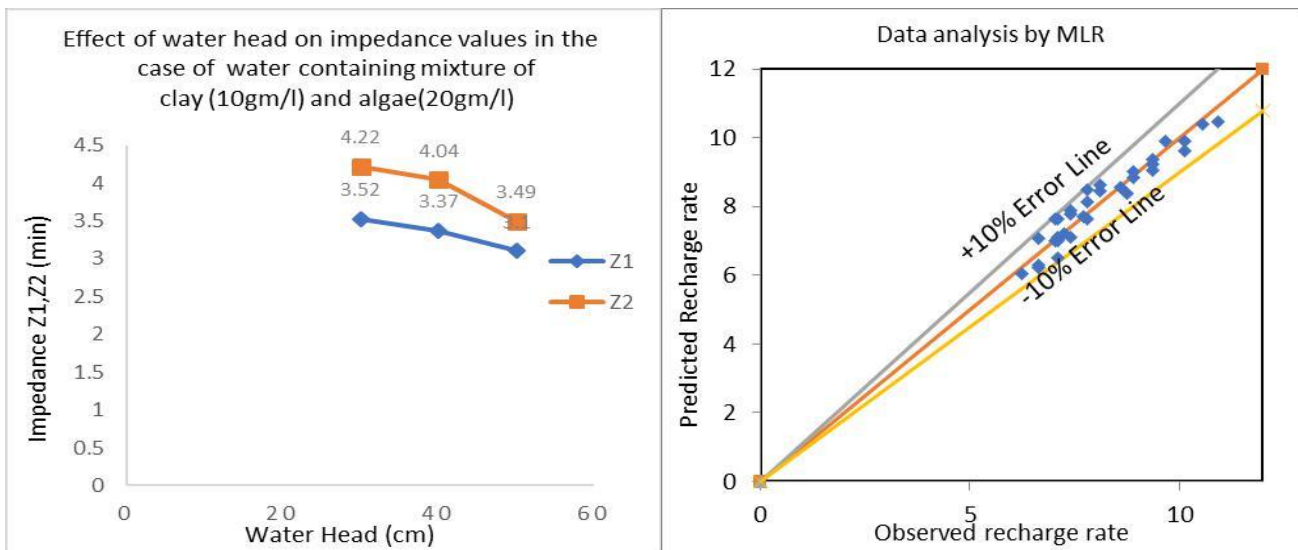 Effect of water head on impedance values in the
case of water containing mixture of
clay (10gm/l) and algae(20gm/l)
4.5
4
3.5
3
2.5
2
1.5
1
0.5
0
Impedance Z1,Z2 (min)
4.22
4.04
3.52
3.37
3.49
Z1
Z2
0
20
40
60
Water Head (cm)
Data analysis by MLR
12
10
8
6
4
2
0
Predicted Recharge rate
+10% Error Line
-10% Error Line
0
5
10
Observed recharge rate